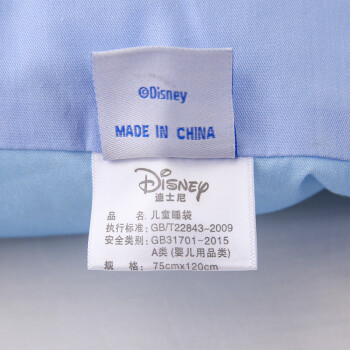 ©Disney
MADE IN CHINA
Disney
迪士尼
品 名: 儿童睡袋
执行标准: GB/T22843-2009
安全类别: GB31701-2015
A类 (婴儿用品类)
规 格: 75cmx120cm